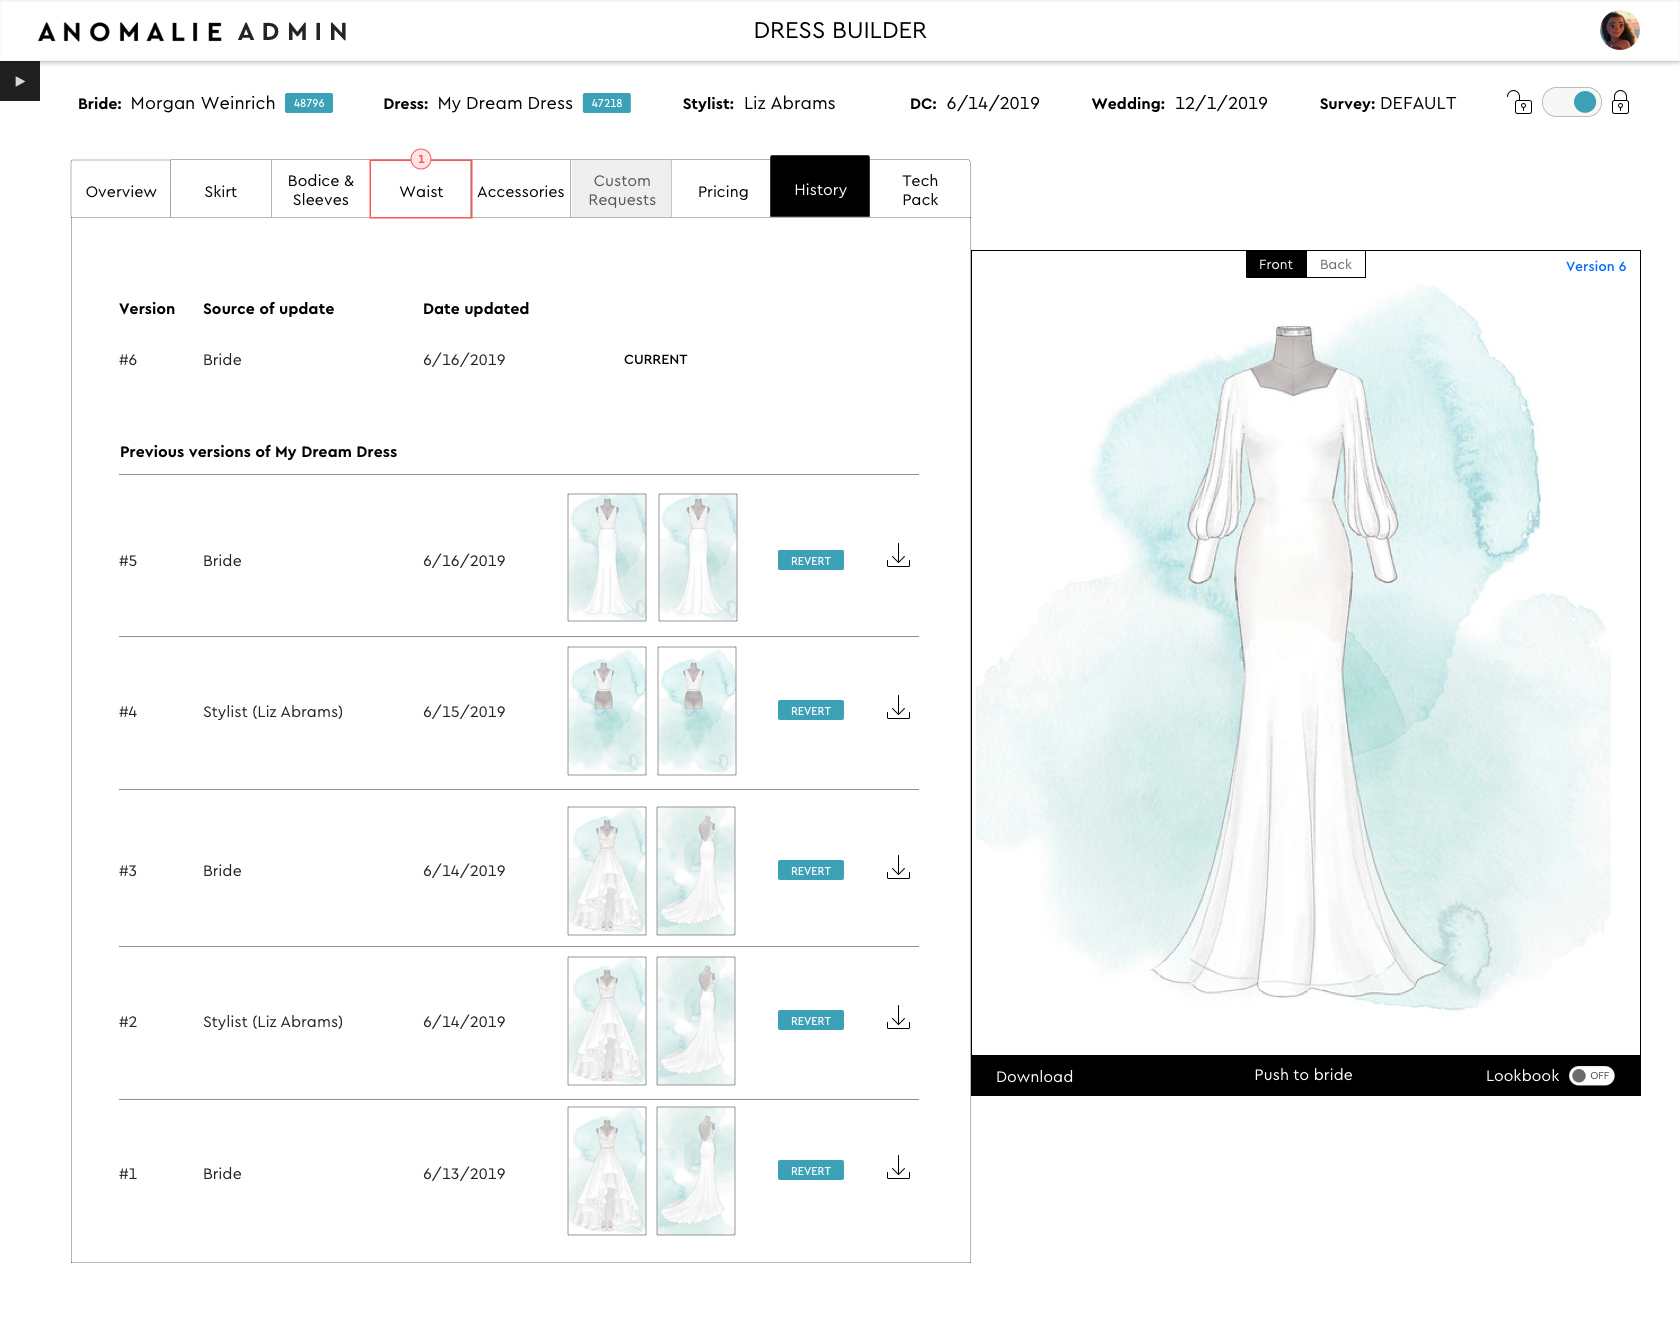 ANOMALIE ADMIN
DRESS BUILDER
Bride: Morgan Weinrich 48796 Dress: My Dream Dress 47218 Stylist: Liz Abrams DC: 6/14/2019 Wedding: 12/1/2019 Survey: DEFAULT
1
Overview
Skirt
Bodice &
Sleeves
Waist
Accessories
Custom
Requests
Pricing
History
Tech
Pack
Front Back
Version 6
Version Source of update Date updated
#6 Bride 6/16/2019 CURRENT
Previous versions of My Dream Dress
#5 Bride 6/16/2019 REVERT
#4 Stylist (Liz Abrams) 6/15/2019 REVERT
#3 Bride 6/14/2019 REVERT
#2 Stylist (Liz Abrams) 6/14/2019 REVERT
#1 Bride 6/13/2019 REVERT
Download Push to bride Lookbook OFF